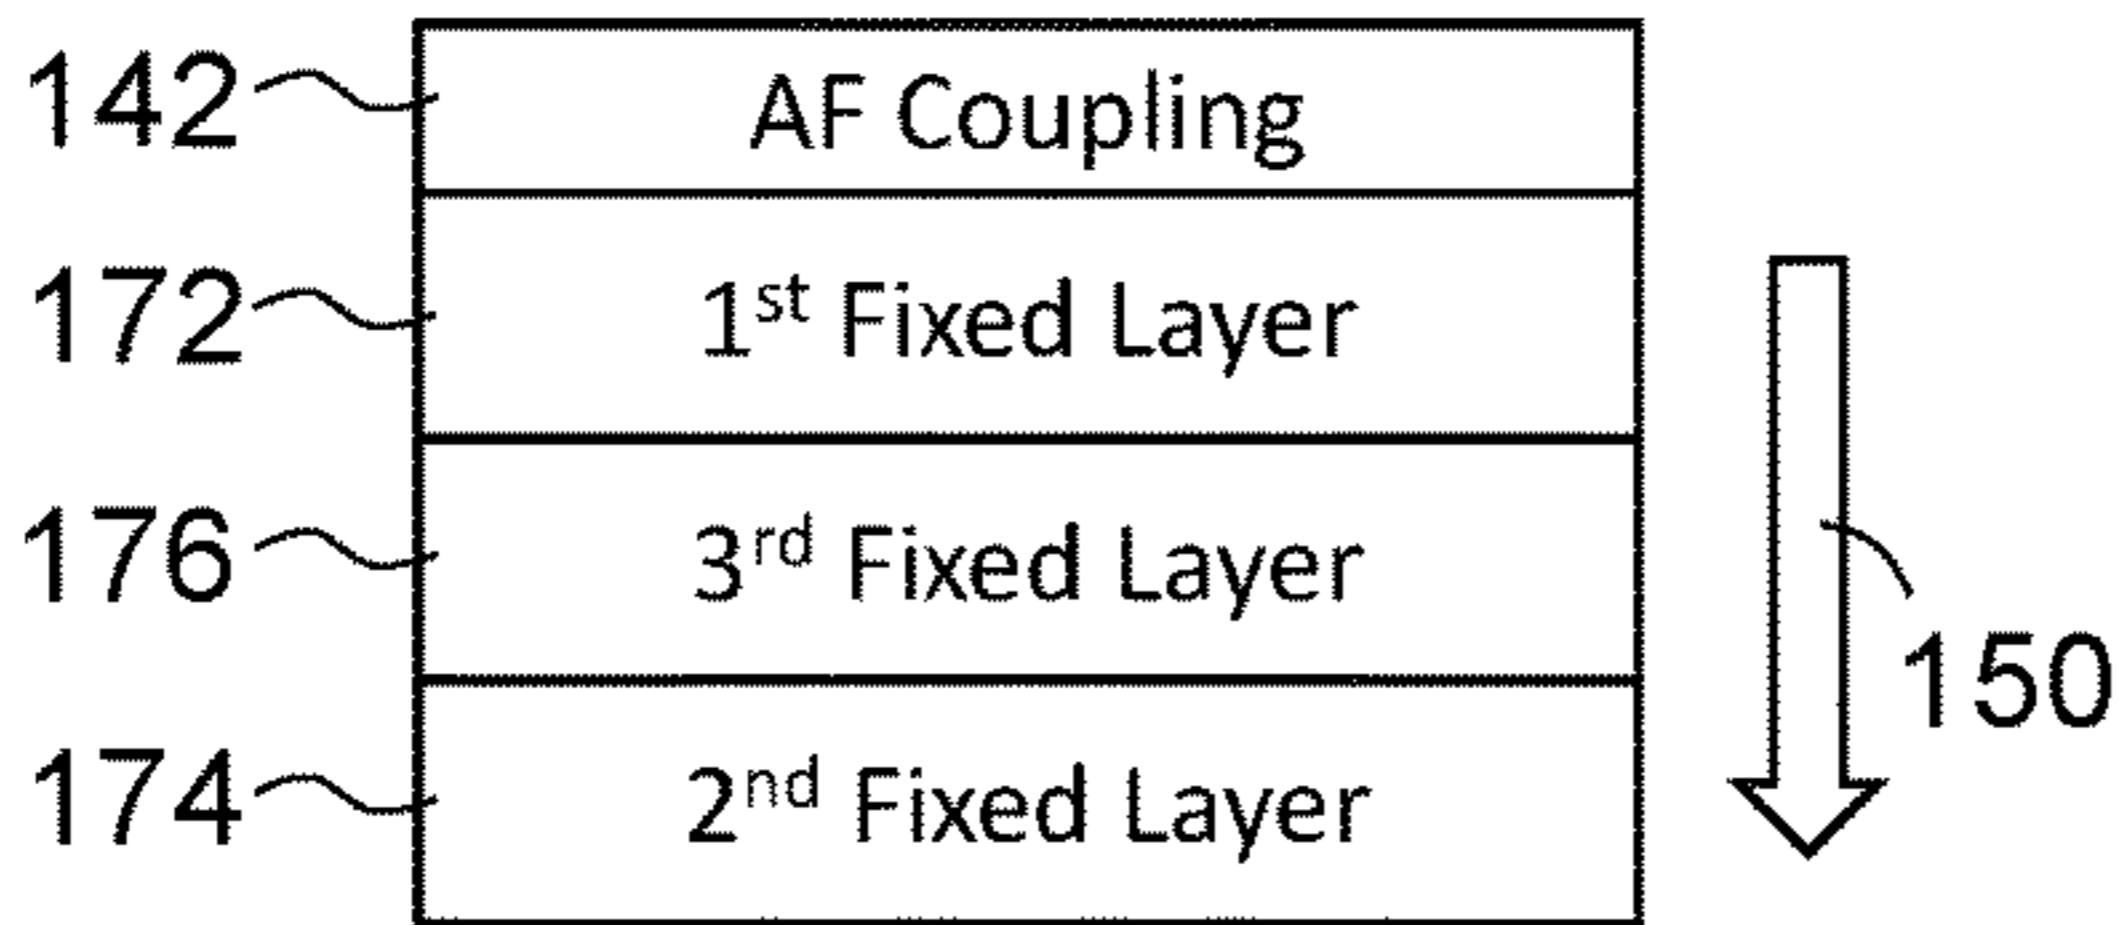 142 AF Coupling
172 1st Fixed Layer
176 3rd Fixed Layer
150
174 2nd Fixed Layer